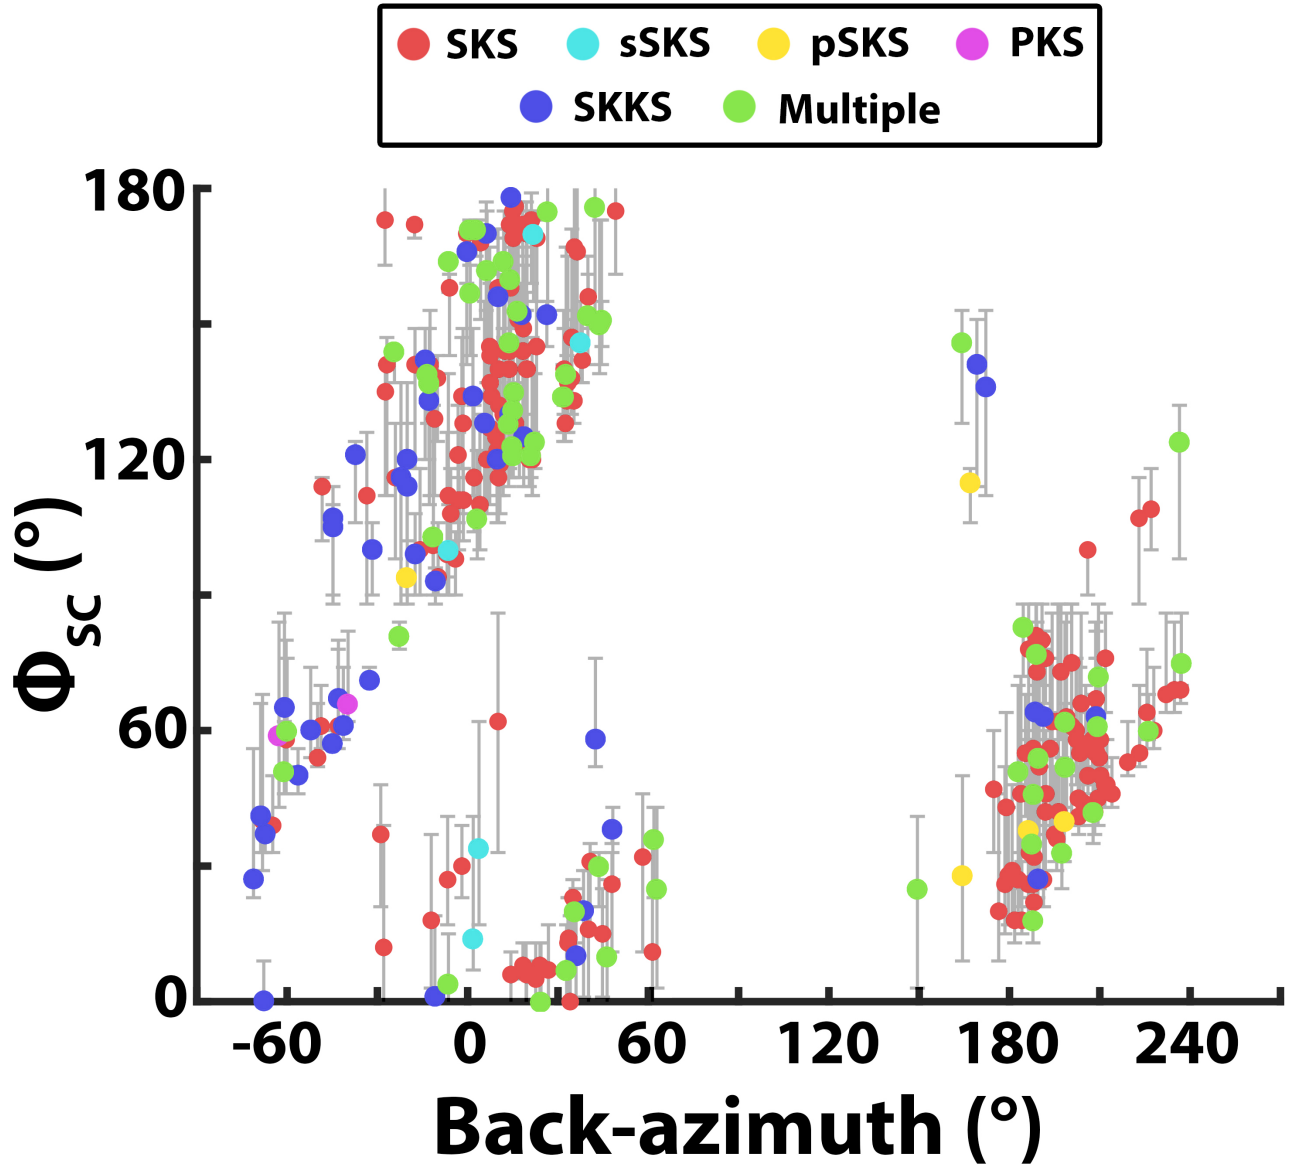 SKS sSKS pSKS PKS
SKKS Multiple
180
120
60
0
Φsc (°)
-60 0 60 120 180 240
Back-azimuth (°)